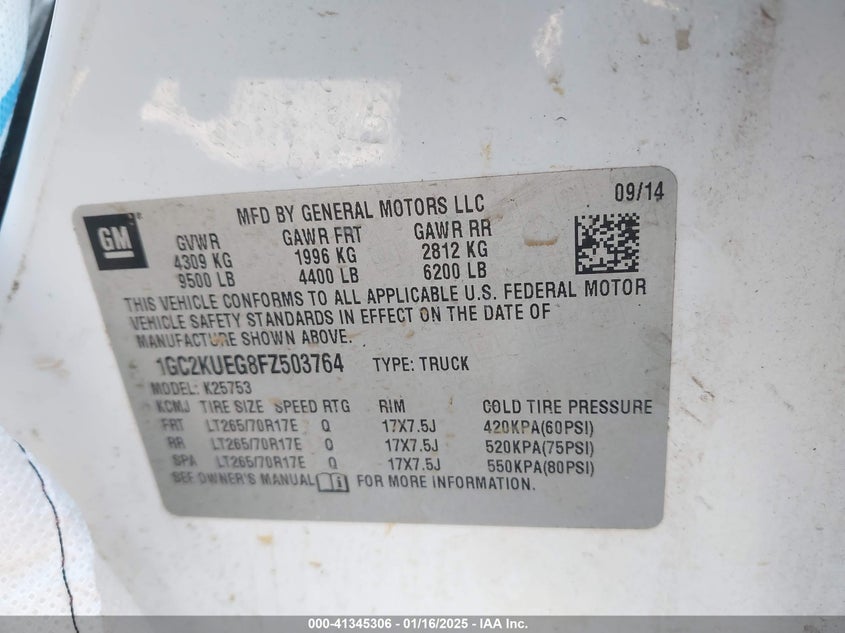 09/14
MFD BY GENERAL MOTORS LLC
GM
GVWR GAWR FRT GAWR RR
4309 KG 1996 KG 2812 KG
9500 LB 4400 LB 6200 LB
THIS VEHICLE CONFORMS TO ALL APPLICABLE U.S. FEDERAL MOTOR
VEHICLE SAFETY STANDARDS IN EFFECT ON THE DATE OF
MANUFACTURE SHOWN ABOVE.
1GC2KUEG8FZ503764 TYPE: TRUCK
MODEL: K25753
KCMJ TIRE SIZE SPEED RTG RIM COLD TIRE PRESSURE
FRT LT265/70R17E Q 17X7.5J 420KPA(60PSI)
RR LT265/70R17E Q 17X7.5J 520KPA(75PSI)
SPA LT265/70R17E Q 17X7.5J 550KPA(80PSI)
SEE OWNER'S MANUAL FOR MORE INFORMATION.
000-41345306 - 01/16/2025 - IAA Inc.